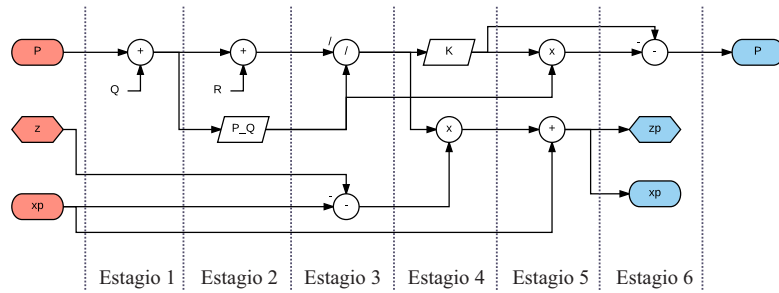 P + + / / K x - - P
Q R
z P_Q x + zp
xp - - xp
Estagio 1 Estagio 2 Estagio 3 Estagio 4 Estagio 5 Estagio 6